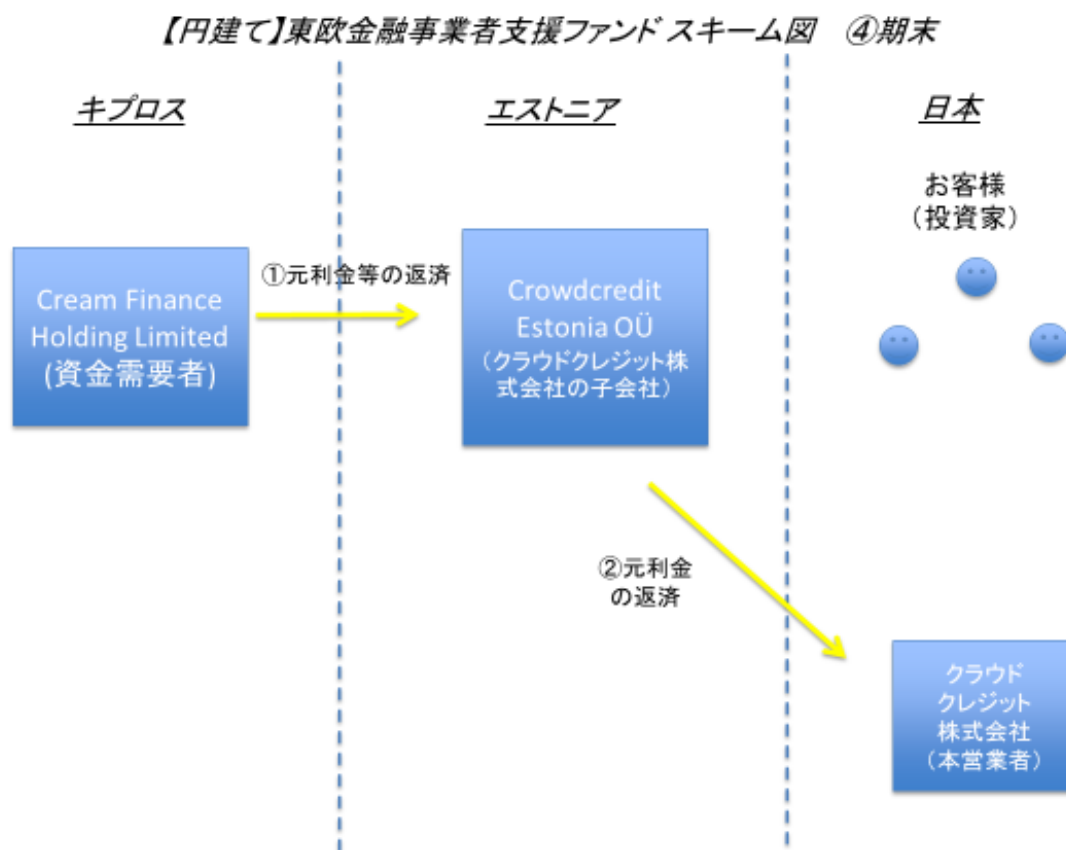 【円建て】東欧金融事業者支援ファンド スキーム図　④期末
キプロス
エストニア
日本
お客様
（投資家）
Cream Finance
Holding Limited
(資金需要者)
①元利金等の返済
Crowdcredit
Estonia OÜ
（クラウドクレジット株
式会社の子会社）
②元利金
の返済
クラウド
クレジット
株式会社
（本営業者）